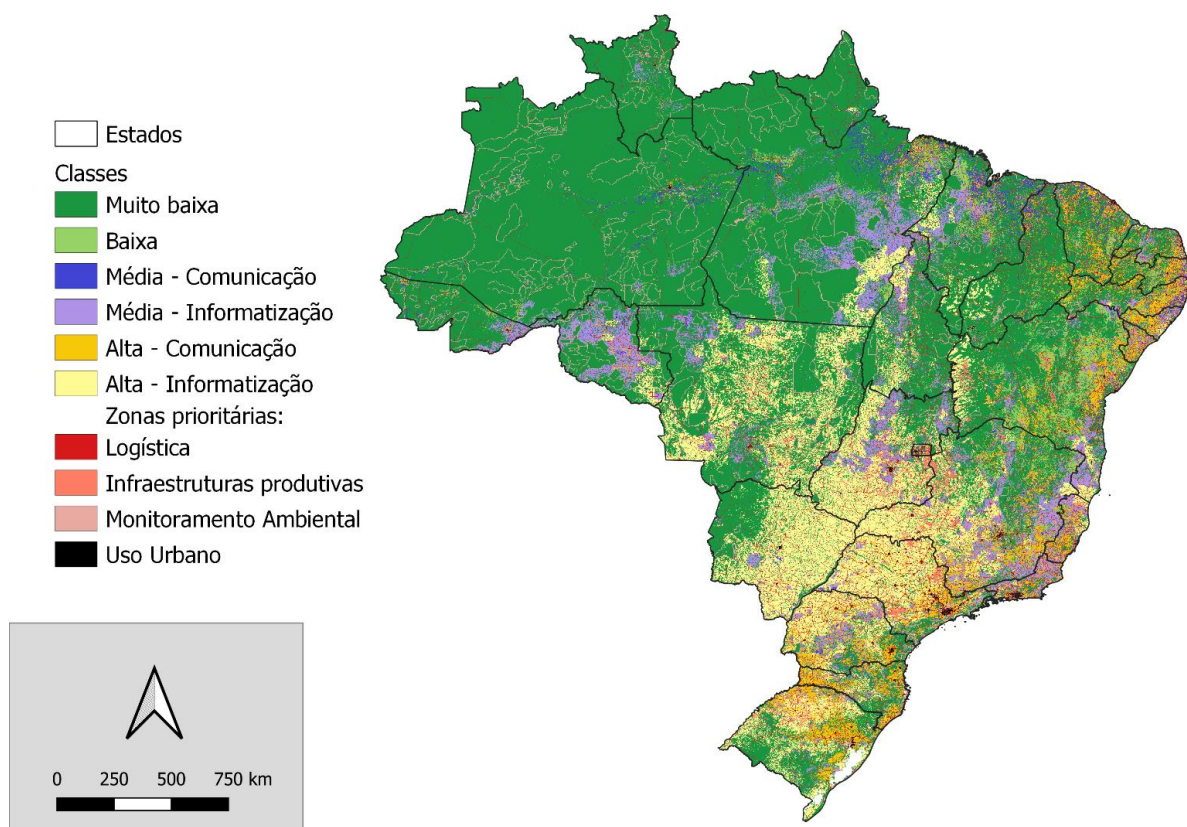 Estados
Classes
Muito baixa
Baixa
Média - Comunicação
Média - Informatização
Alta - Comunicação
Alta - Informatização
Zonas prioritárias:
Logística
Infraestruturas produtivas
Monitoramento Ambiental
Uso Urbano
0 250 500 750 km